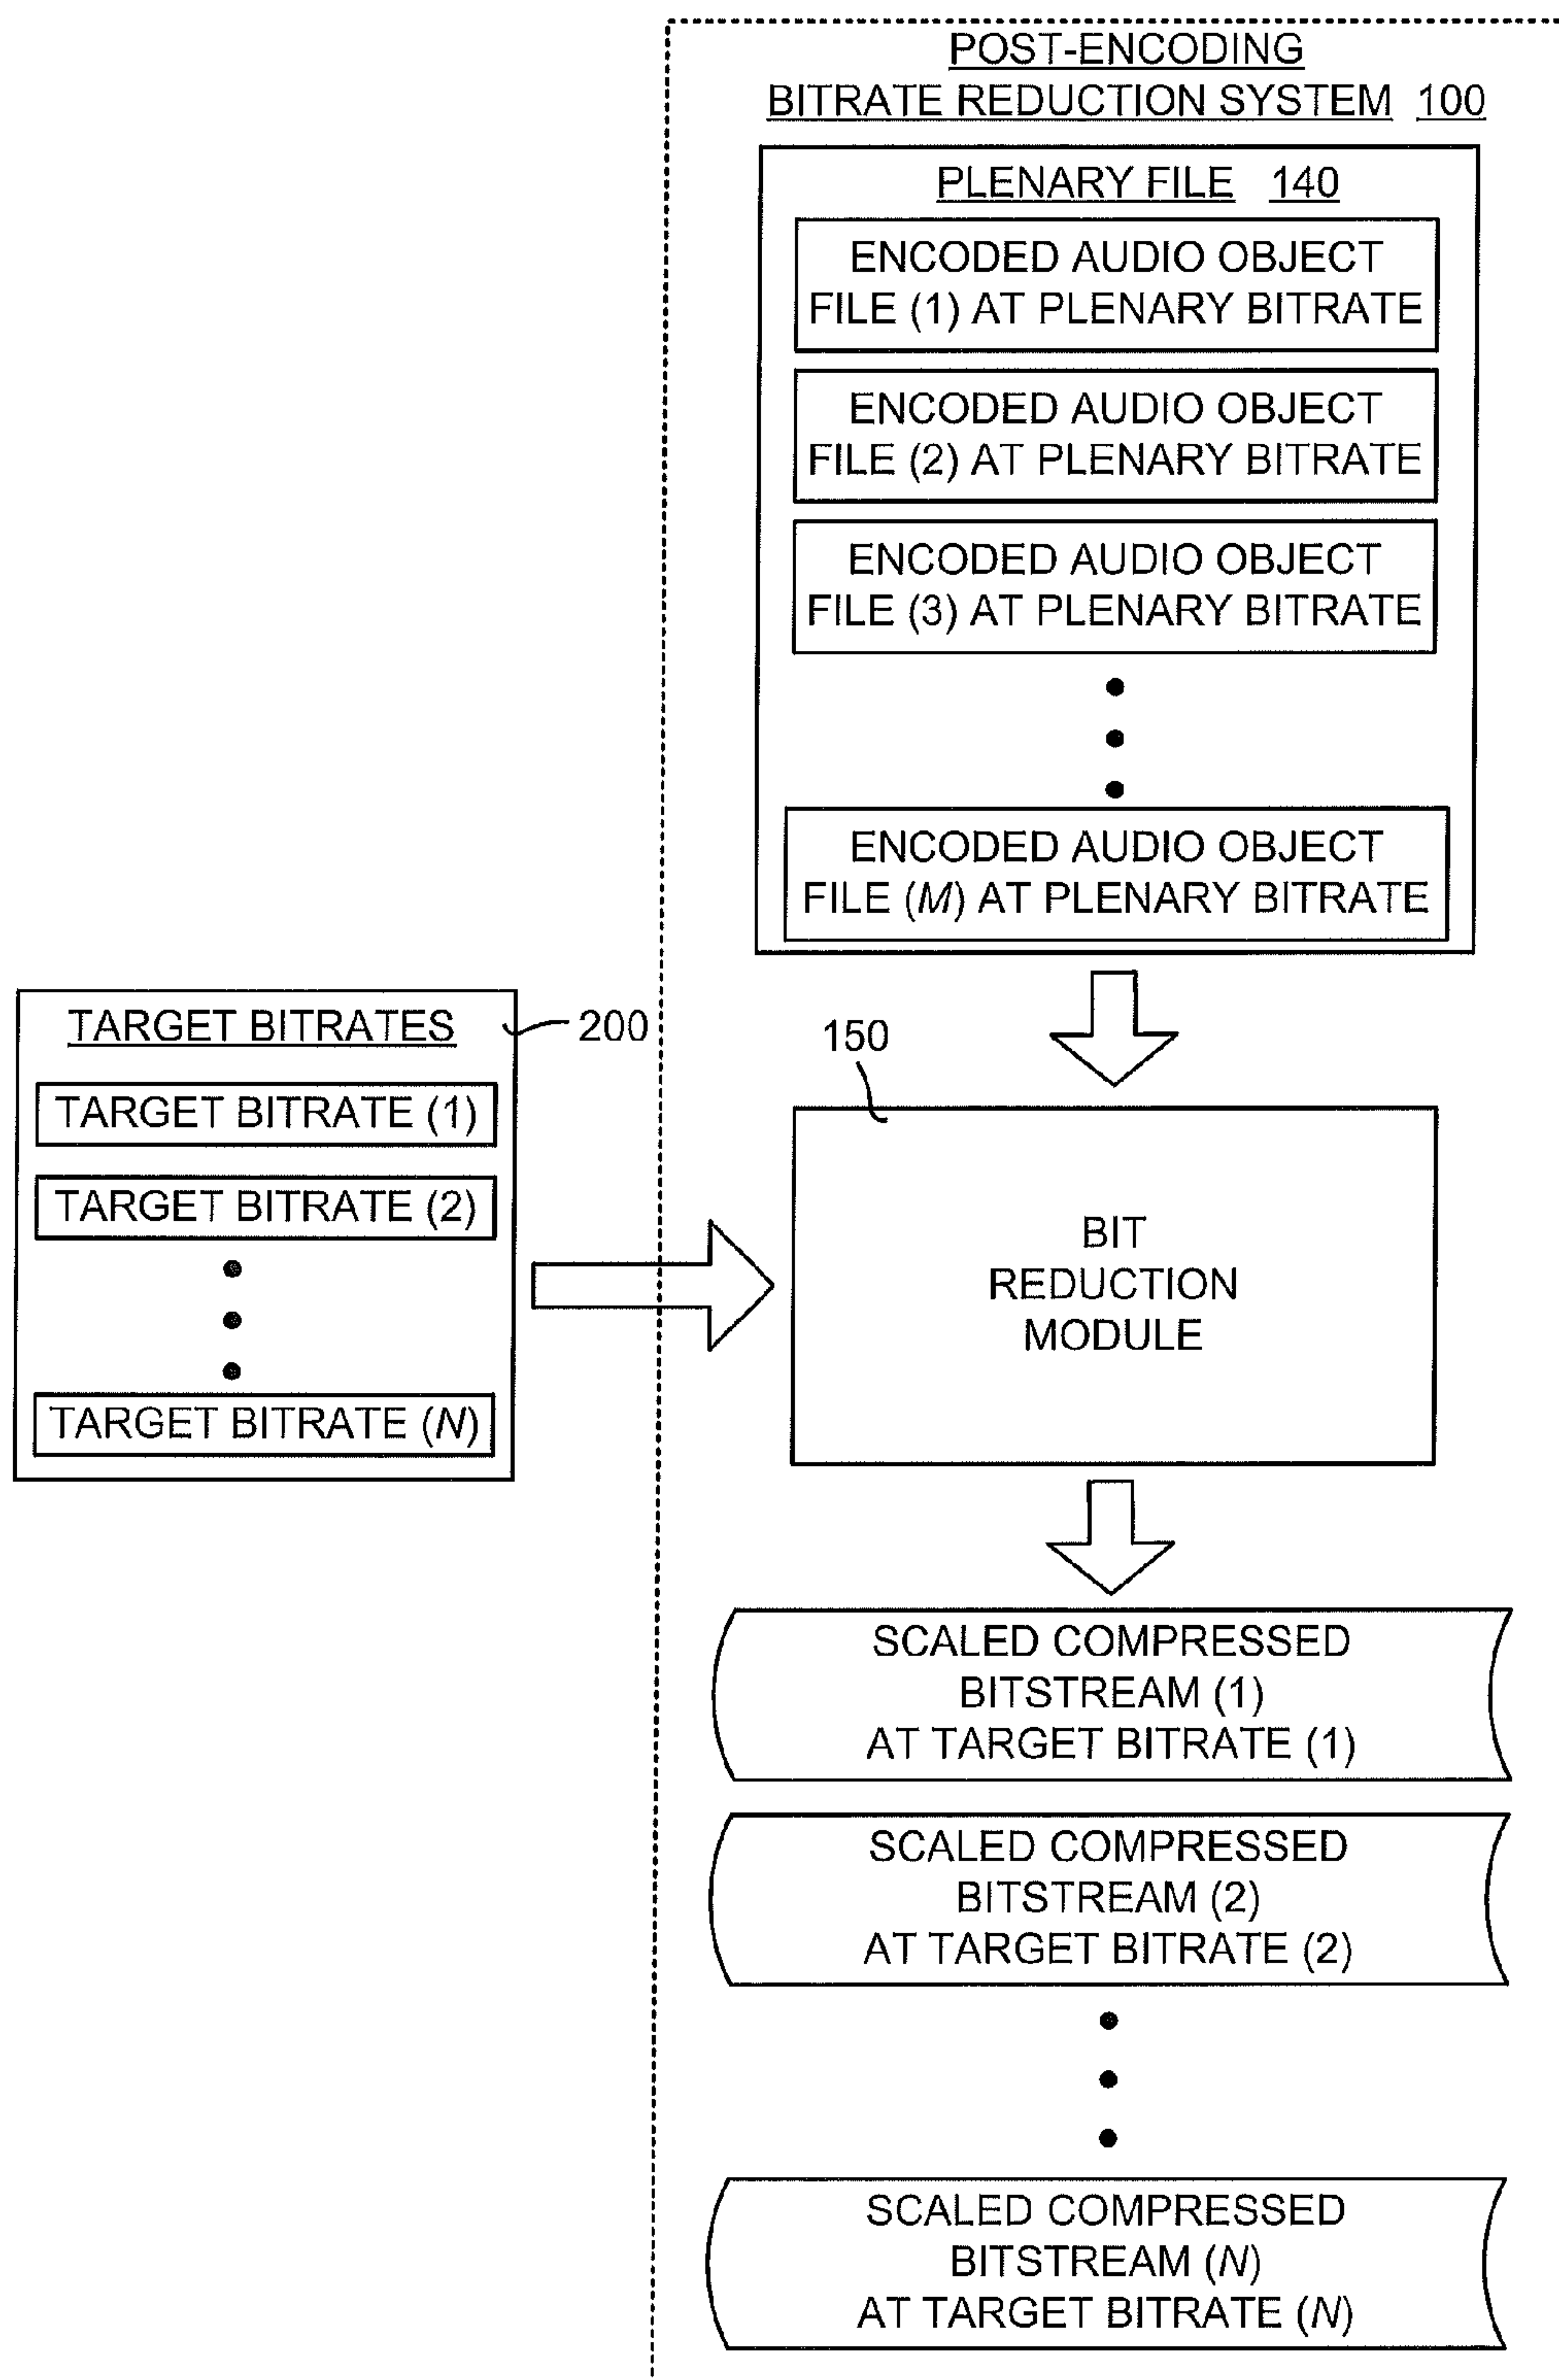 POST-ENCODING
BITRATE REDUCTION SYSTEM 100
PLENARY FILE 140
ENCODED AUDIO OBJECT
FILE (1) AT PLENARY BITRATE
ENCODED AUDIO OBJECT
FILE (2) AT PLENARY BITRATE
ENCODED AUDIO OBJECT
FILE (3) AT PLENARY BITRATE
ENCODED AUDIO OBJECT
FILE (M) AT PLENARY BITRATE
TARGET BITRATES
200
TARGET BITRATE (1)
TARGET BITRATE (2)
TARGET BITRATE (N)
150
BIT
REDUCTION
MODULE
SCALED COMPRESSED
BITSTREAM (1)
AT TARGET BITRATE (1)
SCALED COMPRESSED
BITSTREAM (2)
AT TARGET BITRATE (2)
SCALED COMPRESSED
BITSTREAM (N)
AT TARGET BITRATE (N)